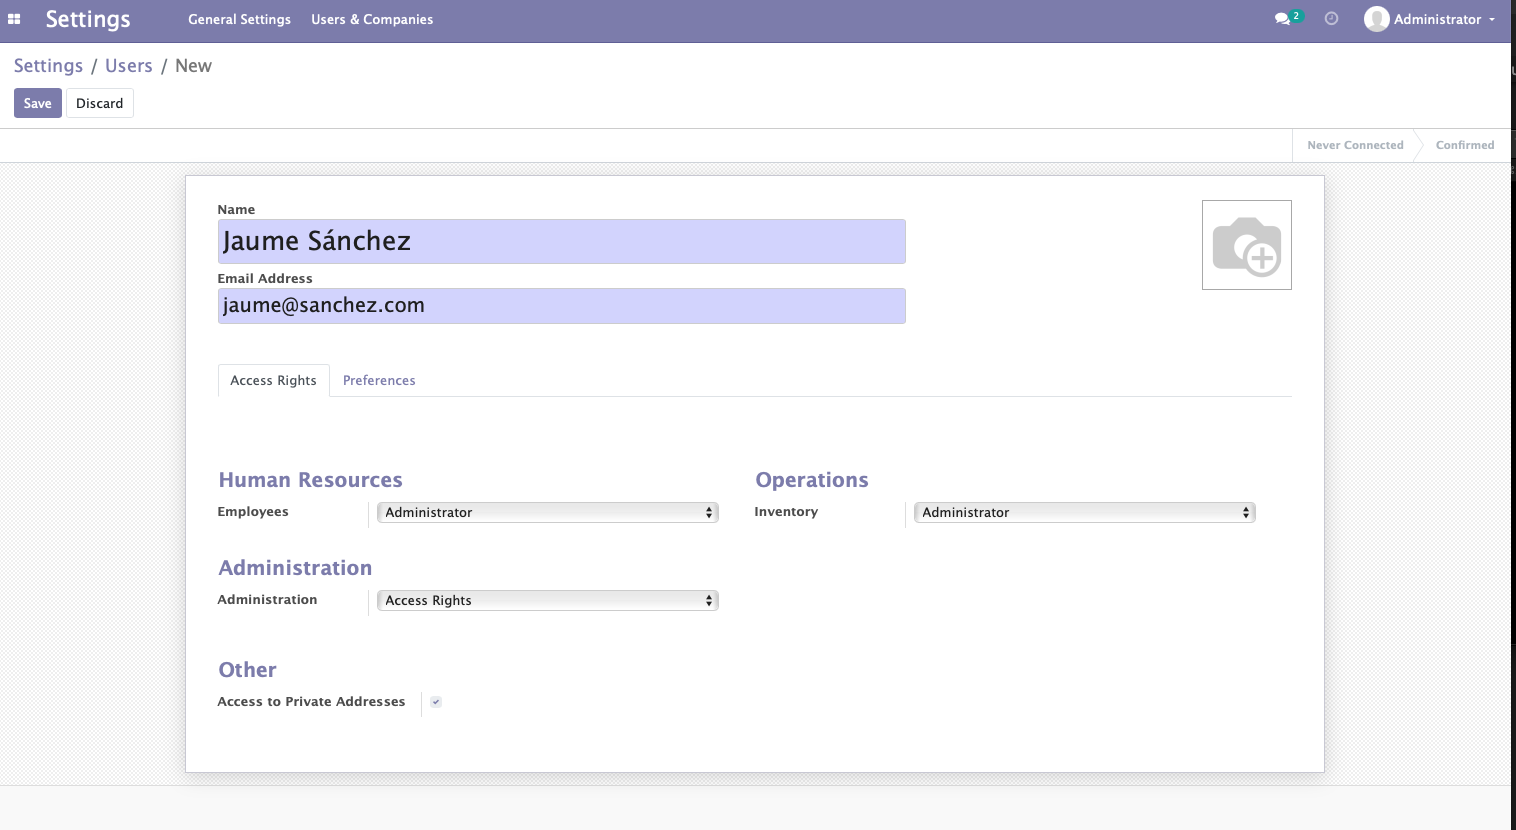 Settings General Settings Users & Companies 2 Administrator
Settings / Users / New
Save Discard
Never Connected Confirmed
Name
Jaume Sánchez
Email Address
jaume@sanchez.com
Access Rights Preferences
Human Resources Operations
Employees Administrator Inventory Administrator
Administration
Administration Access Rights
Other
Access to Private Addresses